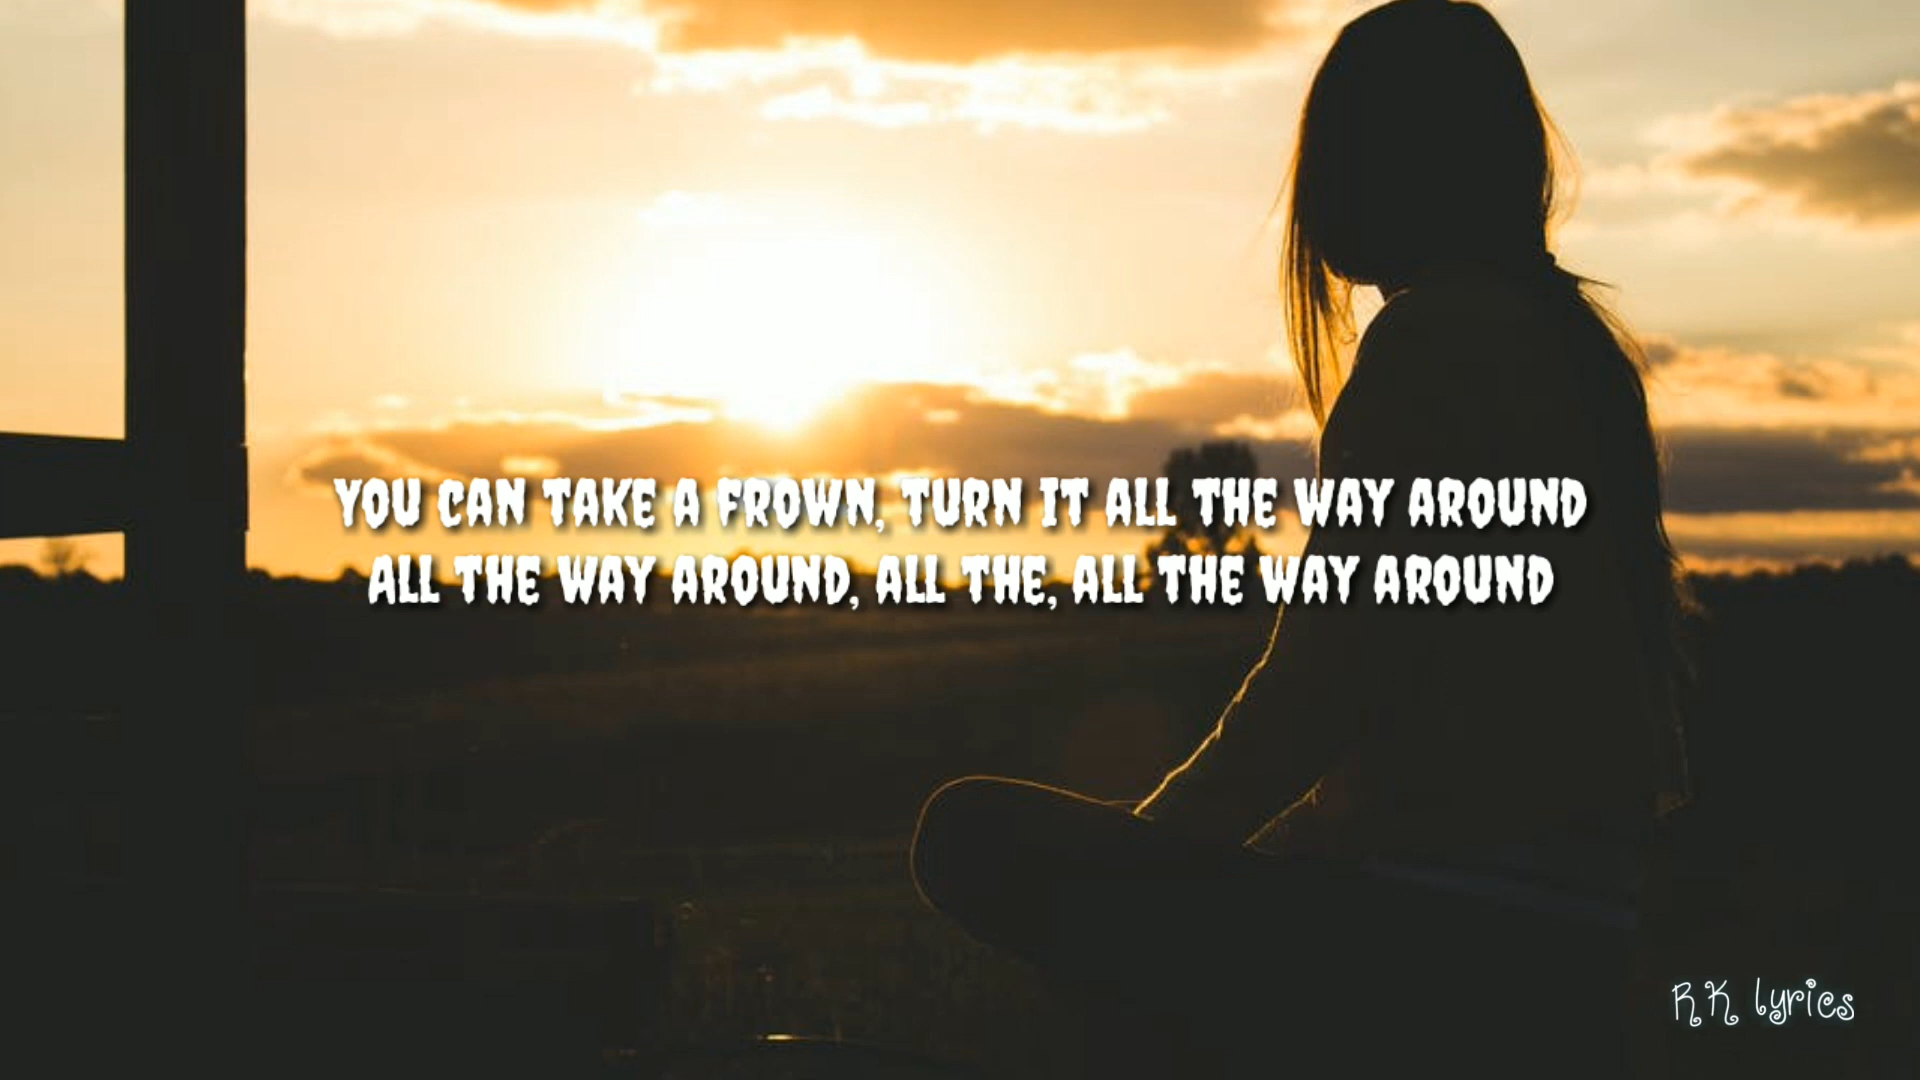 YOU CAN TAKE A FROWN, TURN IT ALL THE WAY AROUND
ALL THE WAY AROUND, ALL THE, ALL THE WAY AROUND
RK lyrics